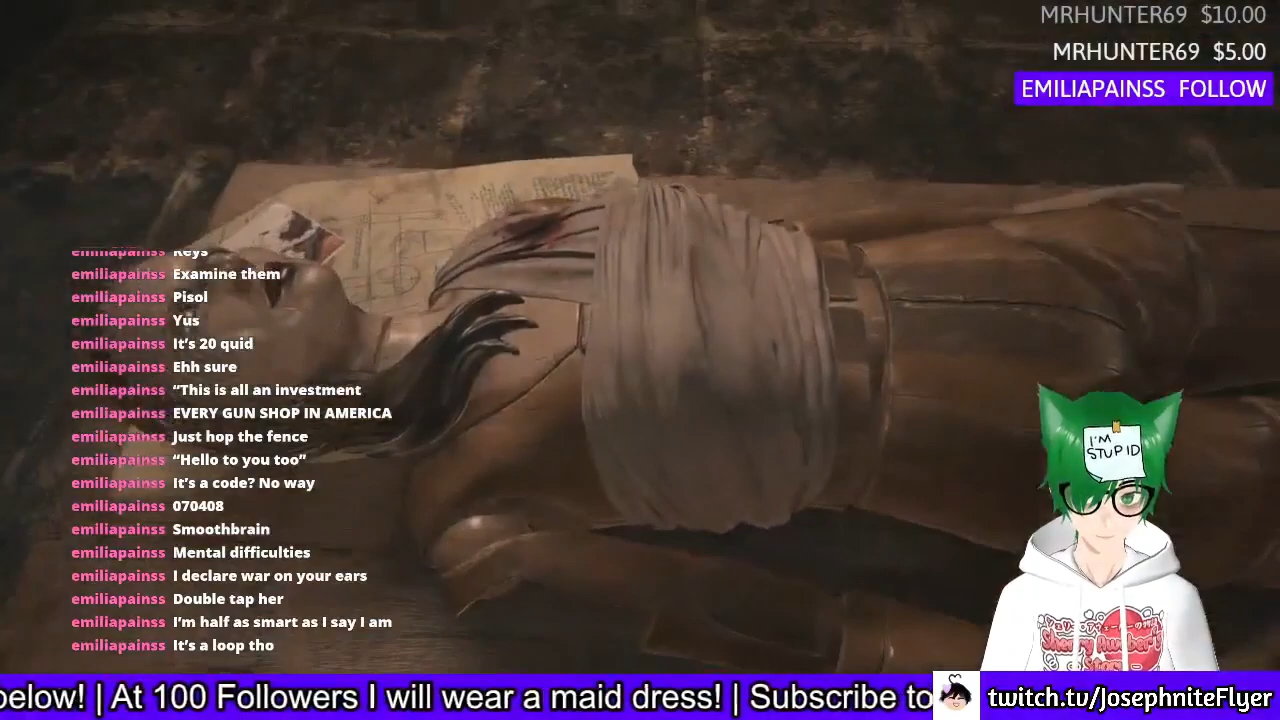 MRHUNTER69 $10.00
MRHUNTER69 $5.00
EMILIAPAINSS FOLLOW
emiliapainss Keys
emiliapainss Examine them
emiliapainss Pisol
emiliapainss Yus
emiliapainss It’s 20 quid
emiliapainss Ehh sure
emiliapainss “This is all an investment
emiliapainss EVERY GUN SHOP IN AMERICA
emiliapainss Just hop the fence
emiliapainss “Hello to you too”
emiliapainss It’s a code? No way
emiliapainss 070408
emiliapainss Smoothbrain
emiliapainss Mental difficulties
emiliapainss I declare war on your ears
emiliapainss Double tap her
emiliapainss I’m half as smart as I say I am
emiliapainss It’s a loop tho
I'M
STUPID
below! | At 100 Followers I will wear a maid dress! | Subscribe to
twitch.tv/JosephniteFlyer